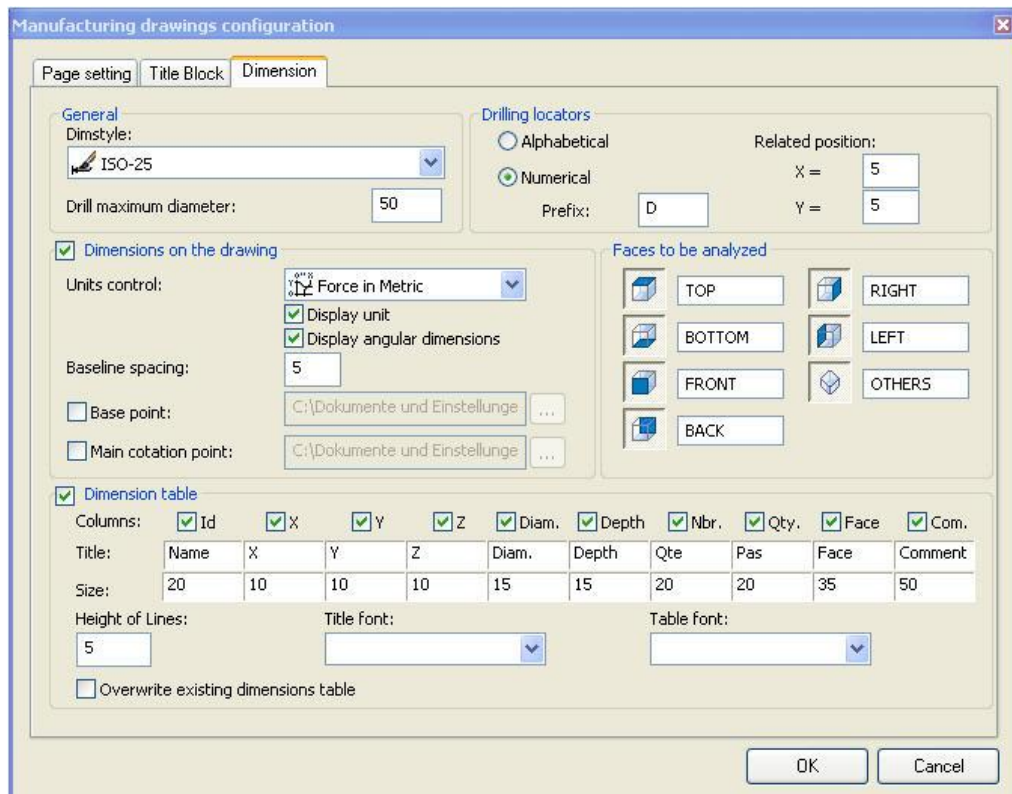 Manufacturing drawings configuration
Page setting Title Block Dimension
General
Dimstyle:
ISO-25
Drill maximum diameter: 50
Drilling locators
Alphabetical Related position:
X = 5
Numerical
Prefix: D Y = 5
Dimensions on the drawing
Units control: Force in Metric
Display unit
Display angular dimensions
Baseline spacing: 5
Base point: C:\Dokumente und Einstellunge ...
Main cotation point: C:\Dokumente und Einstellunge ...
Faces to be analyzed
TOP RIGHT
BOTTOM LEFT
FRONT OTHERS
BACK
Dimension table
Columns: Id X Y Z Diam. Depth Nbr. Qty. Face Com.
Title: Name X Y Z Diam. Depth Qte Pas Face Comment
Size: 20 10 10 10 15 15 20 20 35 50
Height of Lines: Title font: Table font:
5
Overwrite existing dimensions table
OK Cancel